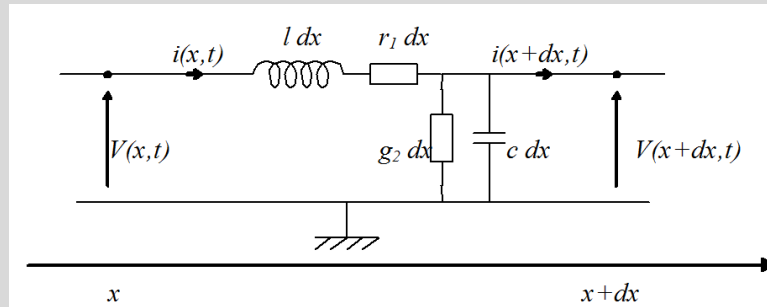 l dx r₁ dx
i(x,t) i(x+dx,t)
V(x,t) g₂ dx c dx V(x+dx,t)
x x+dx